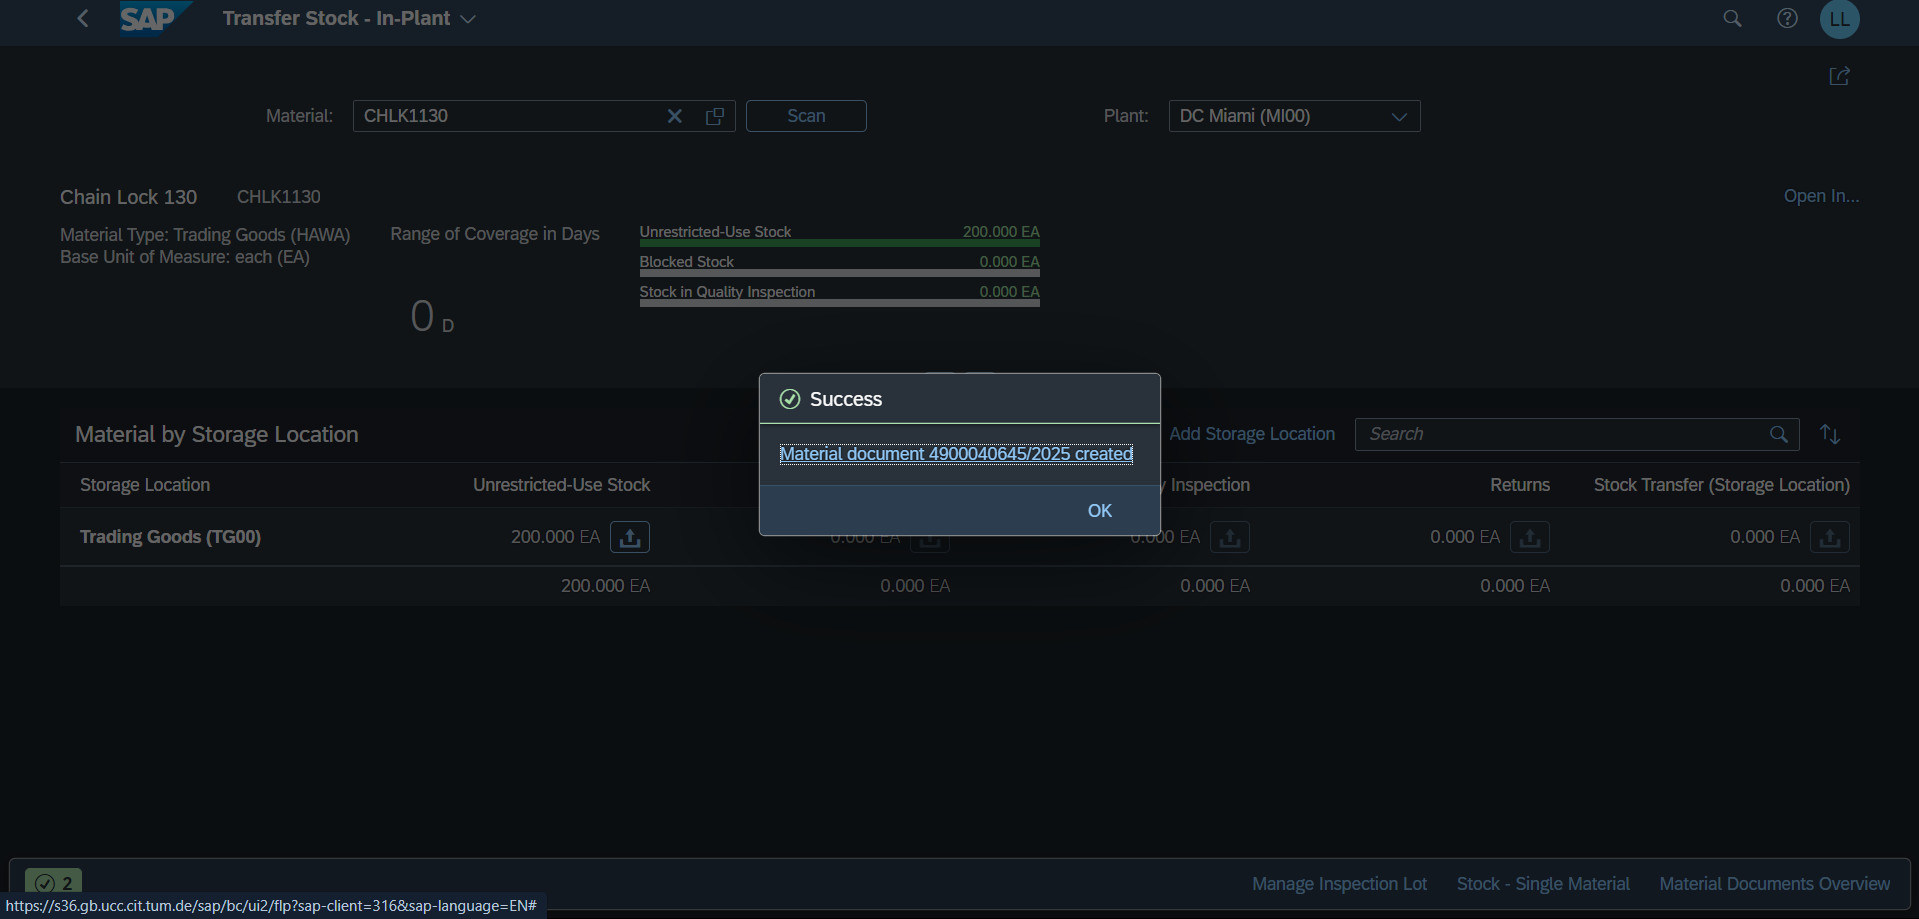 SAP Transfer Stock - In-Plant LL
Material: CHLK1130 Scan Plant: DC Miami (MI00)
Chain Lock 130 CHLK1130 Open In...
Material Type: Trading Goods (HAWA)
Base Unit of Measure: each (EA)
Range of Coverage in Days
0 D
Unrestricted-Use Stock 200.000 EA
Blocked Stock 0.000 EA
Stock in Quality Inspection 0.000 EA
Success
Material document 4900040645/2025 created
OK
Material by Storage Location Add Storage Location Search
Storage Location Unrestricted-Use Stock Inspection Returns Stock Transfer (Storage Location)
Trading Goods (TG00) 200.000 EA 0.000 EA 0.000 EA 0.000 EA 0.000 EA
200.000 EA 0.000 EA 0.000 EA 0.000 EA 0.000 EA
2 Manage Inspection Lot Stock - Single Material Material Documents Overview
https://s36.gb.ucc.cit.tum.de/sap/bc/ui2/flp?sap-client=316&sap-language=EN#